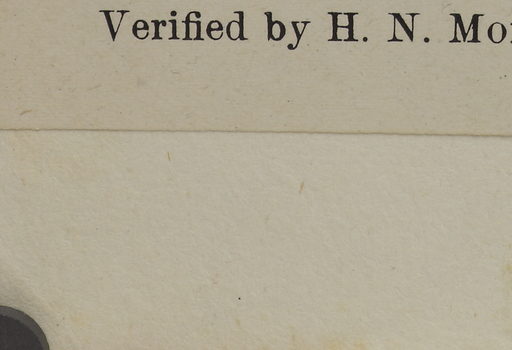 Verified by H. N.